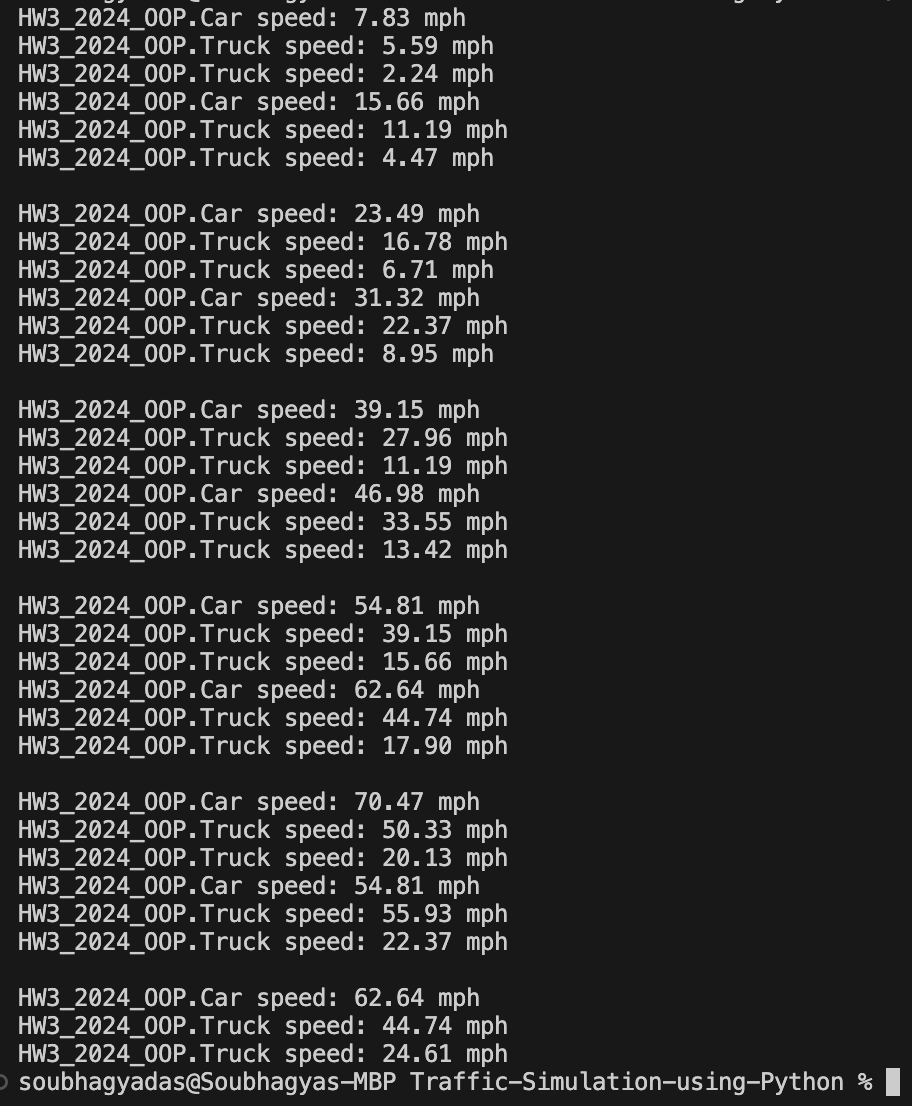 HW3_2024_OOP.Car speed: 7.83 mph
HW3_2024_OOP.Truck speed: 5.59 mph
HW3_2024_OOP.Truck speed: 2.24 mph
HW3_2024_OOP.Car speed: 15.66 mph
HW3_2024_OOP.Truck speed: 11.19 mph
HW3_2024_OOP.Truck speed: 4.47 mph

HW3_2024_OOP.Car speed: 23.49 mph
HW3_2024_OOP.Truck speed: 16.78 mph
HW3_2024_OOP.Truck speed: 6.71 mph
HW3_2024_OOP.Car speed: 31.32 mph
HW3_2024_OOP.Truck speed: 22.37 mph
HW3_2024_OOP.Truck speed: 8.95 mph

HW3_2024_OOP.Car speed: 39.15 mph
HW3_2024_OOP.Truck speed: 27.96 mph
HW3_2024_OOP.Truck speed: 11.19 mph
HW3_2024_OOP.Car speed: 46.98 mph
HW3_2024_OOP.Truck speed: 33.55 mph
HW3_2024_OOP.Truck speed: 13.42 mph

HW3_2024_OOP.Car speed: 54.81 mph
HW3_2024_OOP.Truck speed: 39.15 mph
HW3_2024_OOP.Truck speed: 15.66 mph
HW3_2024_OOP.Car speed: 62.64 mph
HW3_2024_OOP.Truck speed: 44.74 mph
HW3_2024_OOP.Truck speed: 17.90 mph

HW3_2024_OOP.Car speed: 70.47 mph
HW3_2024_OOP.Truck speed: 50.33 mph
HW3_2024_OOP.Truck speed: 20.13 mph
HW3_2024_OOP.Car speed: 54.81 mph
HW3_2024_OOP.Truck speed: 55.93 mph
HW3_2024_OOP.Truck speed: 22.37 mph

HW3_2024_OOP.Car speed: 62.64 mph
HW3_2024_OOP.Truck speed: 44.74 mph
HW3_2024_OOP.Truck speed: 24.61 mph
soubhagyadas@Soubhagyas-MBP Traffic-Simulation-using-Python %